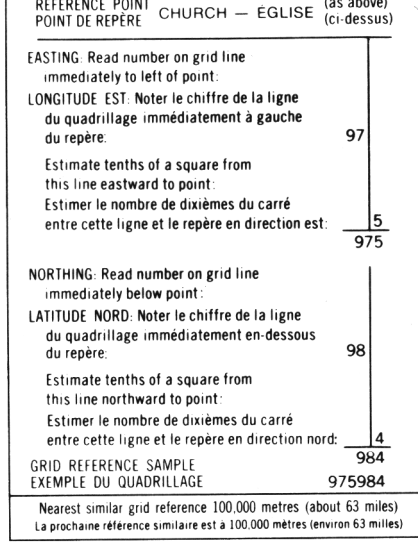 REFERENCE POINT
POINT DE REPÈRE
CHURCH — ÉGLISE
(as above)
(ci-dessus)
EASTING: Read number on grid line
immediately to left of point:
LONGITUDE EST: Noter le chiffre de la ligne
du quadrillage immédiatement à gauche
du repère: 97
Estimate tenths of a square from
this line eastward to point:
Estimer le nombre de dixièmes du carré
entre cette ligne et le repère en direction est: 5
975
NORTHING: Read number on grid line
immediately below point:
LATITUDE NORD: Noter le chiffre de la ligne
du quadrillage immédiatement en-dessous
du repère: 98
Estimate tenths of a square from
this line northward to point:
Estimer le nombre de dixièmes du carré
entre cette ligne et le repère en direction nord: 4
984
GRID REFERENCE SAMPLE
EXEMPLE DU QUADRILLAGE 975984
Nearest similar grid reference 100,000 metres (about 63 miles)
La prochaine référence similaire est à 100,000 mètres (environ 63 milles)